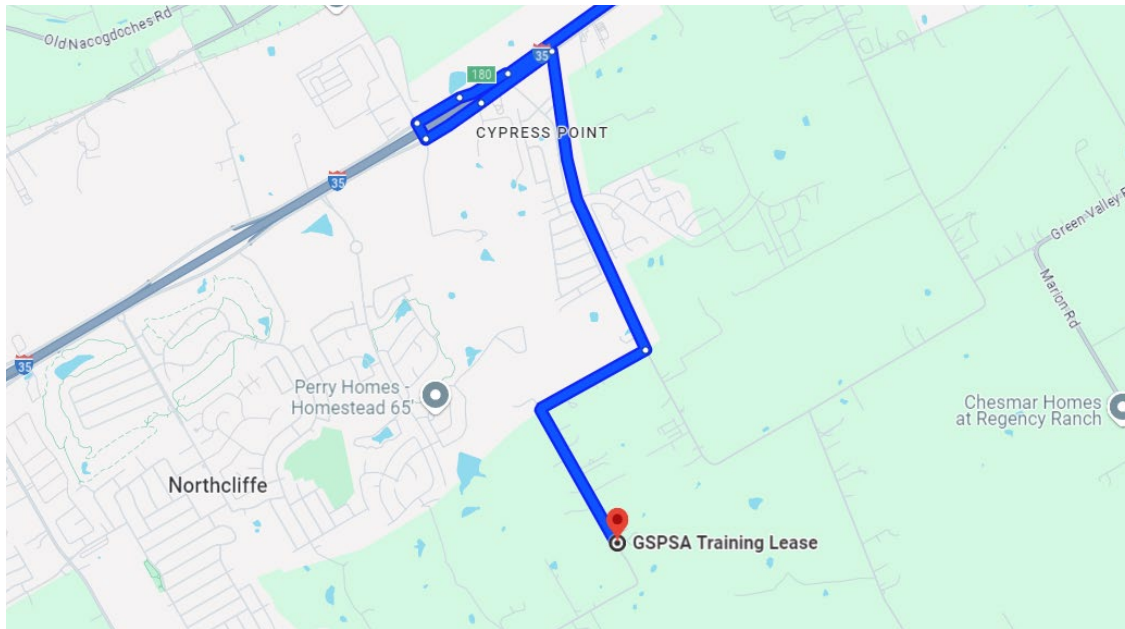 Old Nacogdoches Rd
180
35
CYPRESS POINT
35
Green Valley
Marion Rd
35
Perry Homes -
Homestead 65'
Chesmar Homes
at Regency Ranch
Northcliffe
GSPSA Training Lease